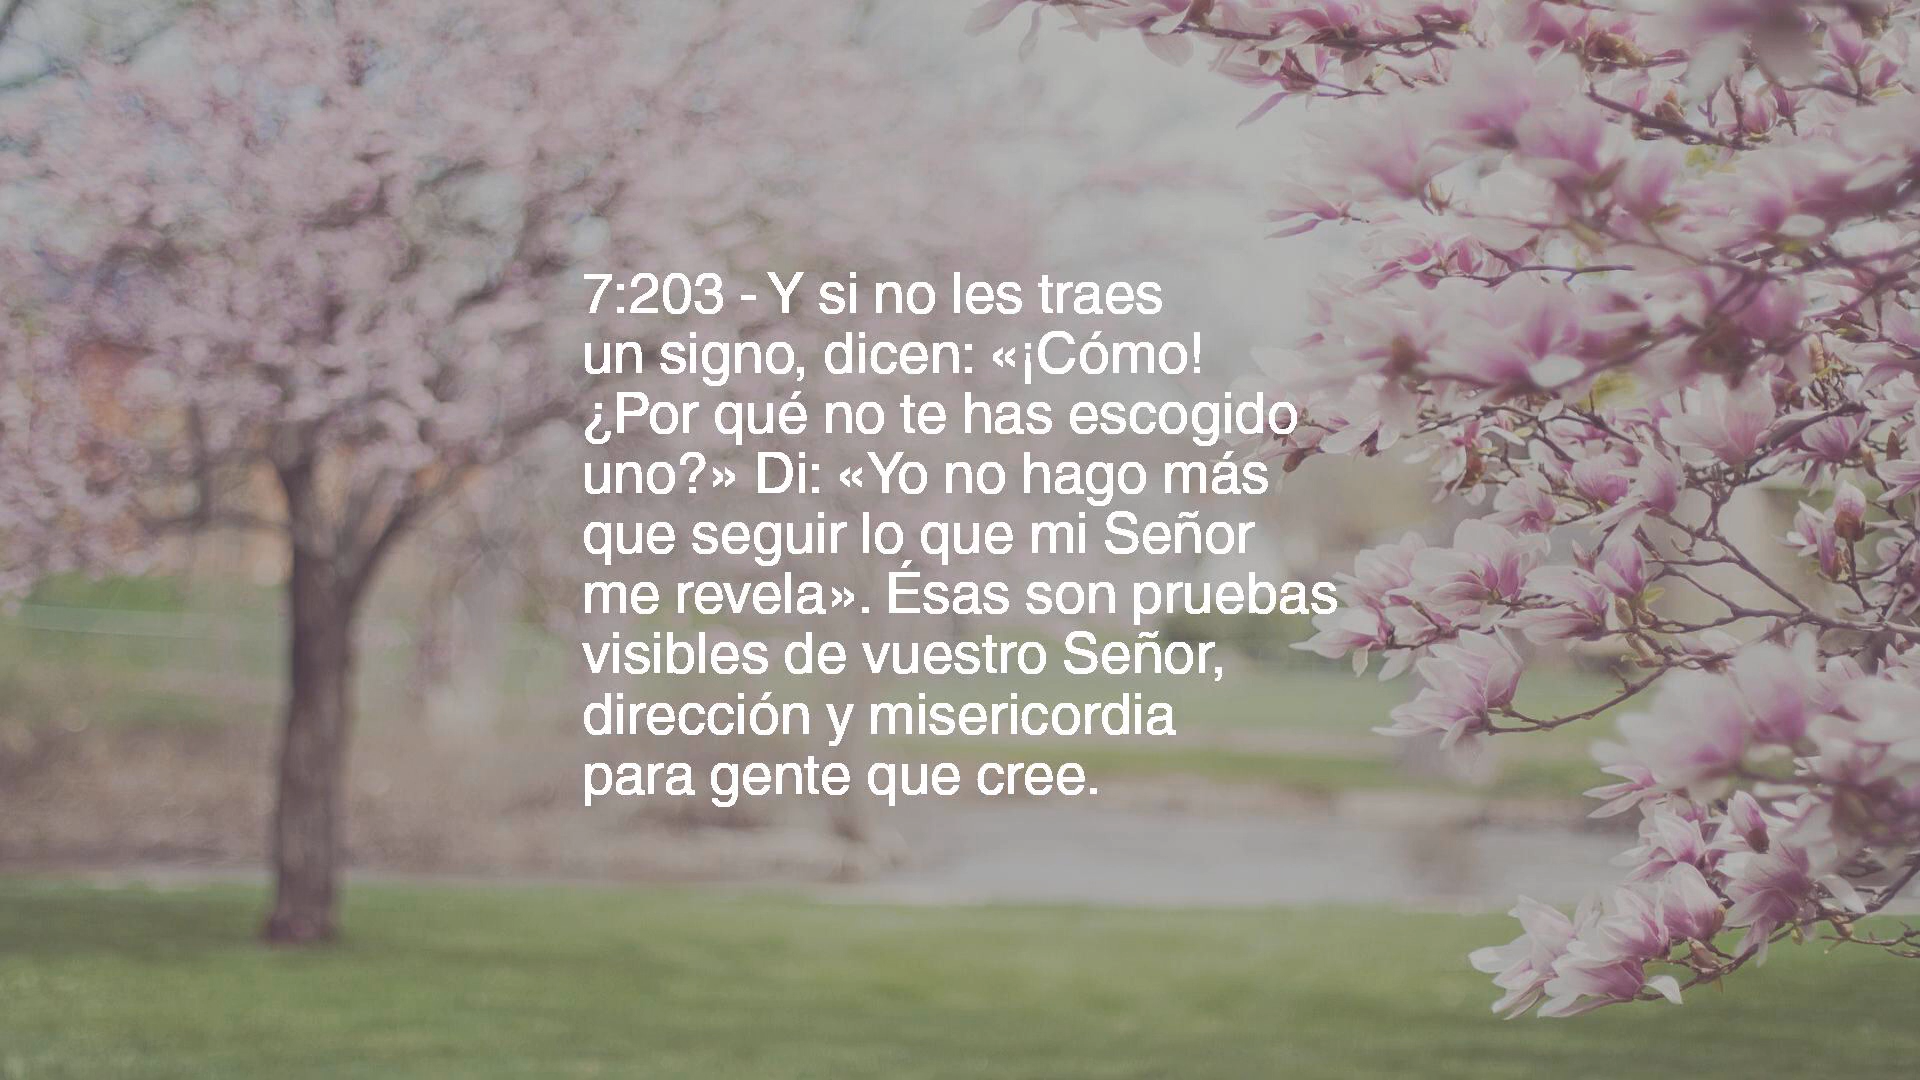 7:203 - Y si no les traes
un signo, dicen: «¡Cómo!
¿Por qué no te has escogido
uno?» Di: «Yo no hago más
que seguir lo que mi Señor
me revela». Ésas son pruebas
visibles de vuestro Señor,
dirección y misericordia
para gente que cree.